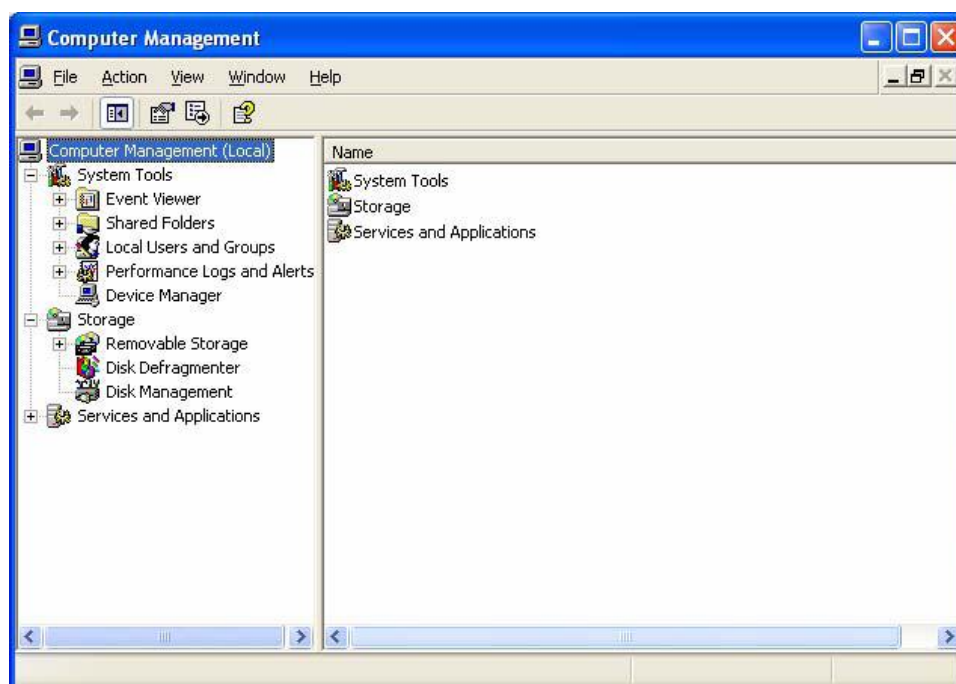 Computer Management
File Action View Window Help
Computer Management (Local)
System Tools
Event Viewer
Shared Folders
Local Users and Groups
Performance Logs and Alerts
Device Manager
Storage
Removable Storage
Disk Defragmenter
Disk Management
Services and Applications
Name
System Tools
Storage
Services and Applications